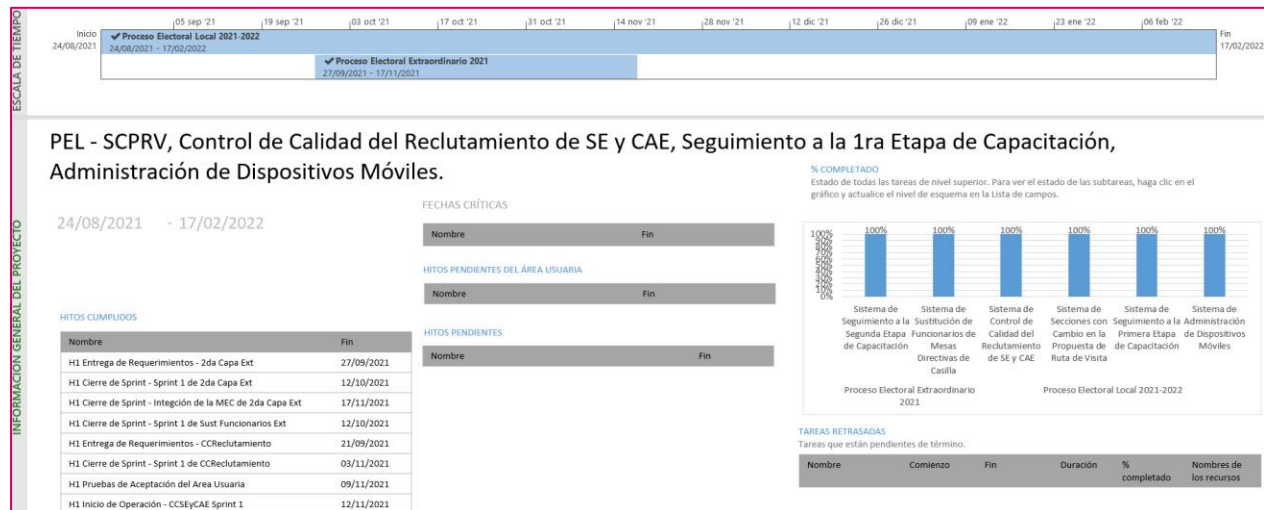 ESCALA DE TIEMPO
05 sep '21 19 sep '21 03 oct '21 17 oct '21 31 oct '21 14 nov '21 28 nov '21 12 dic '21 26 dic '21 09 ene '22 23 ene '22 06 feb '22
Inicio
24/08/2021
Proceso Electoral Local 2021-2022
24/08/2021 - 17/02/2022
Fin
17/02/2022
Proceso Electoral Extraordinario 2021
27/09/2021 - 17/11/2021
INFORMACION GENERAL DEL PROYECTO
PEL - SCPRV, Control de Calidad del Reclutamiento de SE y CAE, Seguimiento a la 1ra Etapa de Capacitación,
Administración de Dispositivos Móviles.
24/08/2021 - 17/02/2022
HITOS CUMPLIDOS
Nombre Fin
H1 Entrega de Requerimientos - 2da Capa Ext 27/09/2021
H1 Cierre de Sprint - Sprint 1 de 2da Capa Ext 12/10/2021
H1 Cierre de Sprint - Integción de la MEC de 2da Capa Ext 17/11/2021
H1 Cierre de Sprint - Sprint 1 de Sust Funcionarios Ext 12/10/2021
H1 Entrega de Requerimientos - CCReclutamiento 21/09/2021
H1 Cierre de Sprint - Sprint 1 de CCReclutamiento 03/11/2021
H1 Pruebas de Aceptación del Area Usuaria 09/11/2021
H1 Inicio de Operación - CCSEyCAE Sprint 1 12/11/2021
FECHAS CRÍTICAS
Nombre Fin
HITOS PENDIENTES DEL ÁREA USUARIA
Nombre Fin
HITOS PENDIENTES
Nombre Fin
% COMPLETADO
Estado de todas las tareas de nivel superior. Para ver el estado de las subtareas, haga clic en el
gráfico y actualice el nivel de esquema en la Lista de campos.
100% 100% 100% 100% 100% 100%
100%
90%
80%
70%
60%
50%
40%
30%
20%
10%
0%
Sistema de Seguimiento a la Segunda Etapa de Capacitación
Sistema de Sustitución de Funcionarios de Mesas Directivas de Casilla
Sistema de Control de Calidad del Reclutamiento de SE y CAE
Sistema de Secciones con Cambio en la Propuesta de Ruta de Visita
Sistema de Seguimiento a la Primera Etapa de Capacitación
Sistema de Administración de Dispositivos Móviles
Proceso Electoral Extraordinario 2021
Proceso Electoral Local 2021-2022
TAREAS RETRASADAS
Tareas que están pendientes de término.
Nombre Comienzo Fin Duración % completado Nombres de los recursos